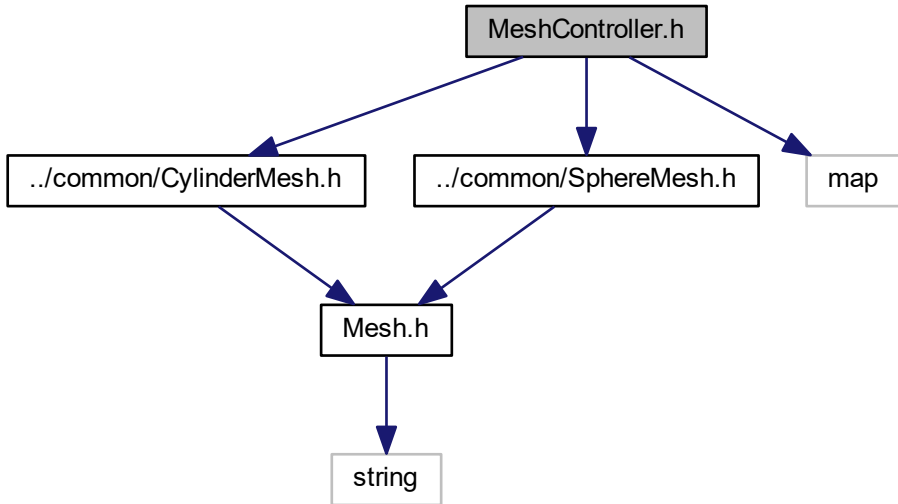 MeshController.h
../common/CylinderMesh.h
../common/SphereMesh.h
map
Mesh.h
string